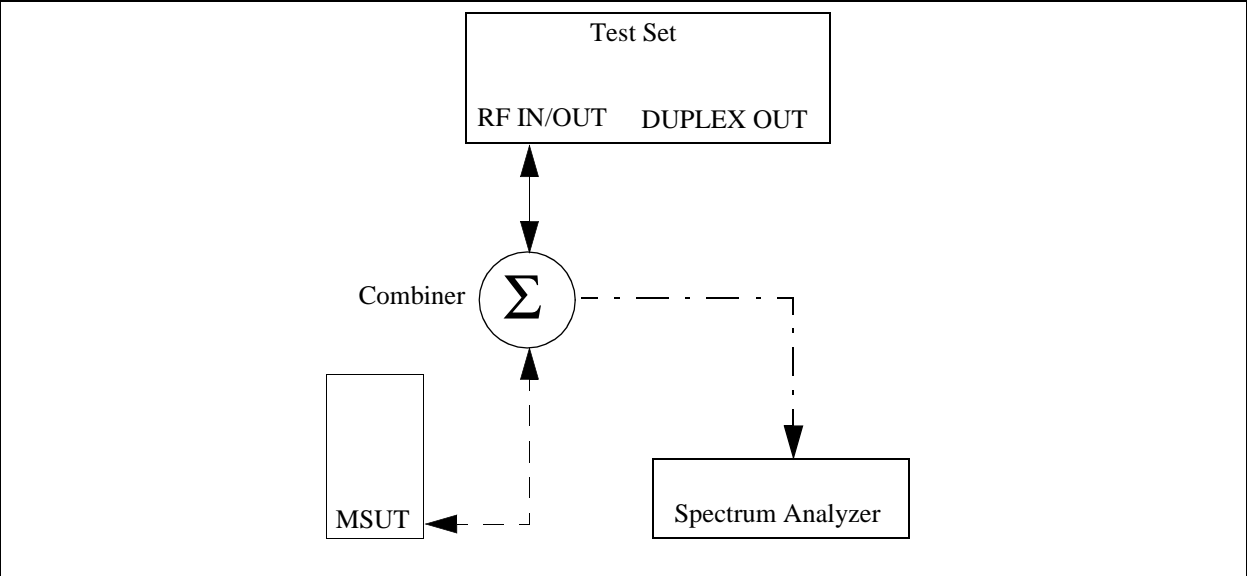 Test Set
RF IN/OUT DUPLEX OUT
Combiner
Σ
MSUT
Spectrum Analyzer